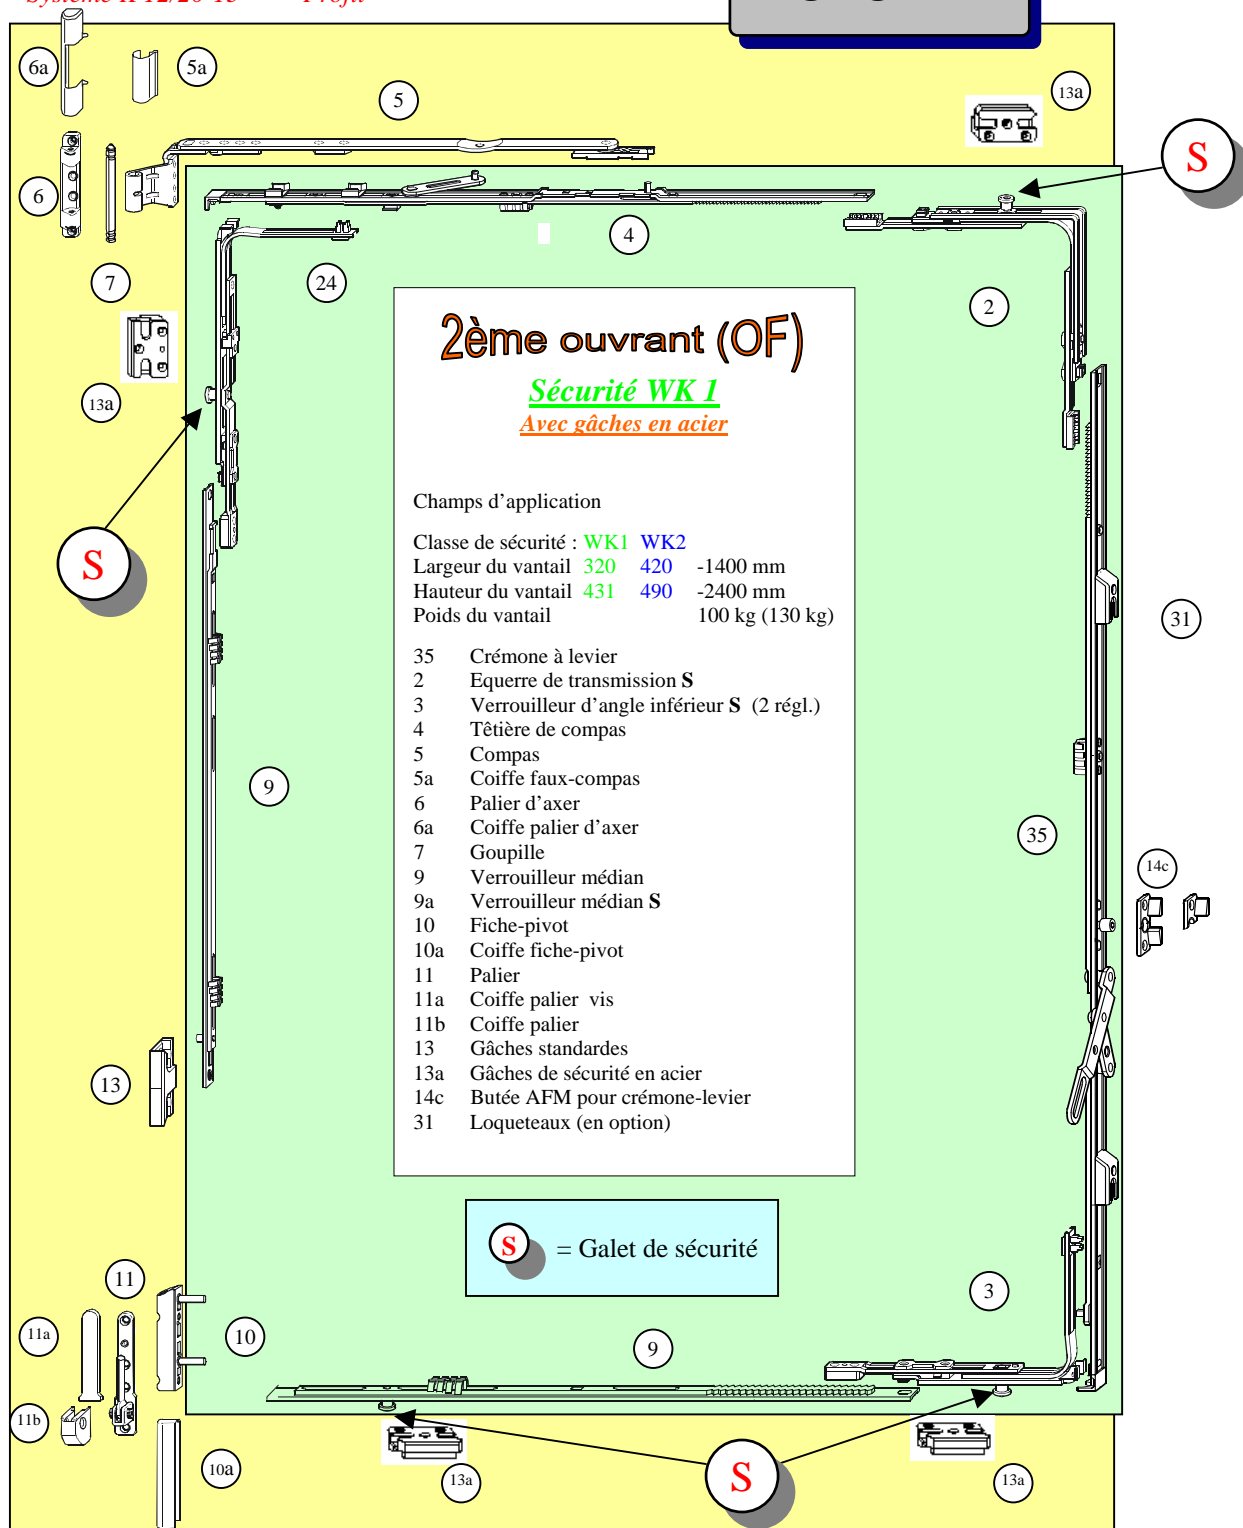 6a
5a
5
13a
S
6
4
7
24
2
13a
2ème ouvrant (OF)
Sécurité WK 1
Avec gâches en acier
S
Champs d’application
Classe de sécurité : WK1 WK2
Largeur du vantail 320 420 -1400 mm
Hauteur du vantail 431 490 -2400 mm
Poids du vantail 100 kg (130 kg)
31
35 Crémone à levier
2 Equerre de transmission S
3 Verrouilleur d’angle inférieur S (2 régl.)
4 Têtière de compas
5 Compas
5a Coiffe faux-compas
6 Palier d’axer
6a Coiffe palier d’axer
7 Goupille
9 Verrouilleur médian
9a Verrouilleur médian S
10 Fiche-pivot
10a Coiffe fiche-pivot
11 Palier
11a Coiffe palier vis
11b Coiffe palier
13 Gâches standardes
13a Gâches de sécurité en acier
14c Butée AFM pour crémone-levier
31 Loqueteaux (en option)
9
35
14c
13
S = Galet de sécurité
11
3
11a
10
9
11b
10a
13a
S
13a